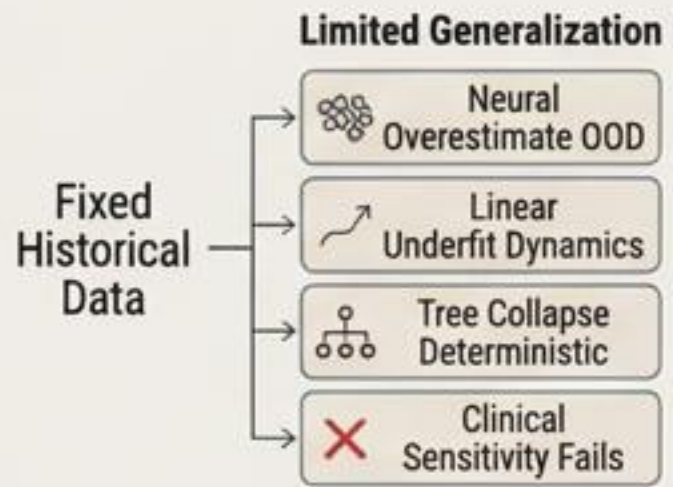 Limited Generalization
Fixed
Historical
Data
Neural
Overestimate OOD
Linear
Underfit Dynamics
Tree Collapse
Deterministic
Clinical
Sensitivity Fails